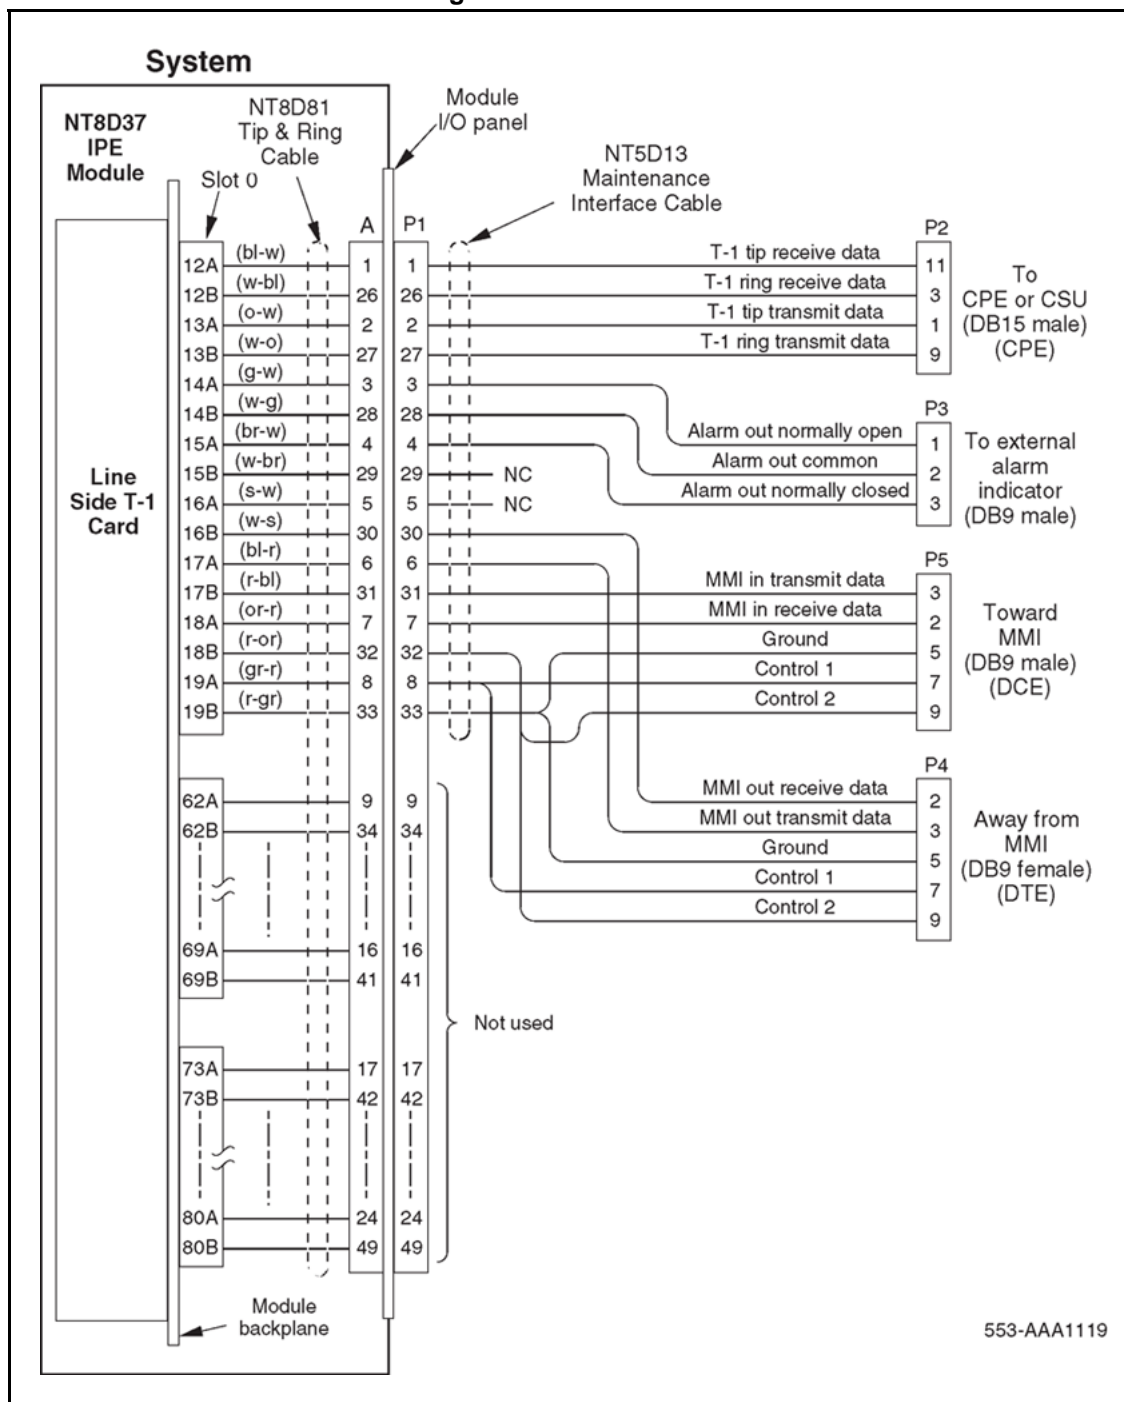 System
NT8D37
IPE
Module
NT8D81
Tip & Ring
Cable
Slot 0
Module
I/O panel
NT5D13
Maintenance
Interface Cable
A P1 P2
12A (bl-w) 1 1 T-1 tip receive data 11
12B (w-bl) 26 26 T-1 ring receive data 3
13A (o-w) 2 2 T-1 tip transmit data 1
13B (w-o) 27 27 T-1 ring transmit data 9
To
CPE or CSU
(DB15 male)
(CPE)
14A (g-w) 3 3
14B (w-g) 28 28
15A (br-w) 4 4
15B (w-br) 29 29 NC
16A (s-w) 5 5 NC
16B (w-s) 30 30
17A (bl-r) 6 6
17B (r-bl) 31 31
18A (or-r) 7 7
18B (r-or) 32 32
19A (gr-r) 8 8
19B (r-gr) 33 33
P3
Alarm out normally open 1
Alarm out common 2
Alarm out normally closed 3
To external
alarm
indicator
(DB9 male)
Line
Side T-1
Card
P5
MMI in transmit data 3
MMI in receive data 2
Ground 5
Control 1 7
Control 2 9
Toward
MMI
(DB9 male)
(DCE)
P4
MMI out receive data 2
MMI out transmit data 3
Ground 5
Control 1 7
Control 2 9
Away from
MMI
(DB9 female)
(DTE)
62A 9 9
62B 34 34
69A 16 16
69B 41 41
Not used
73A 17 17
73B 42 42
80A 24 24
80B 49 49
Module
backplane
553-AAA1119